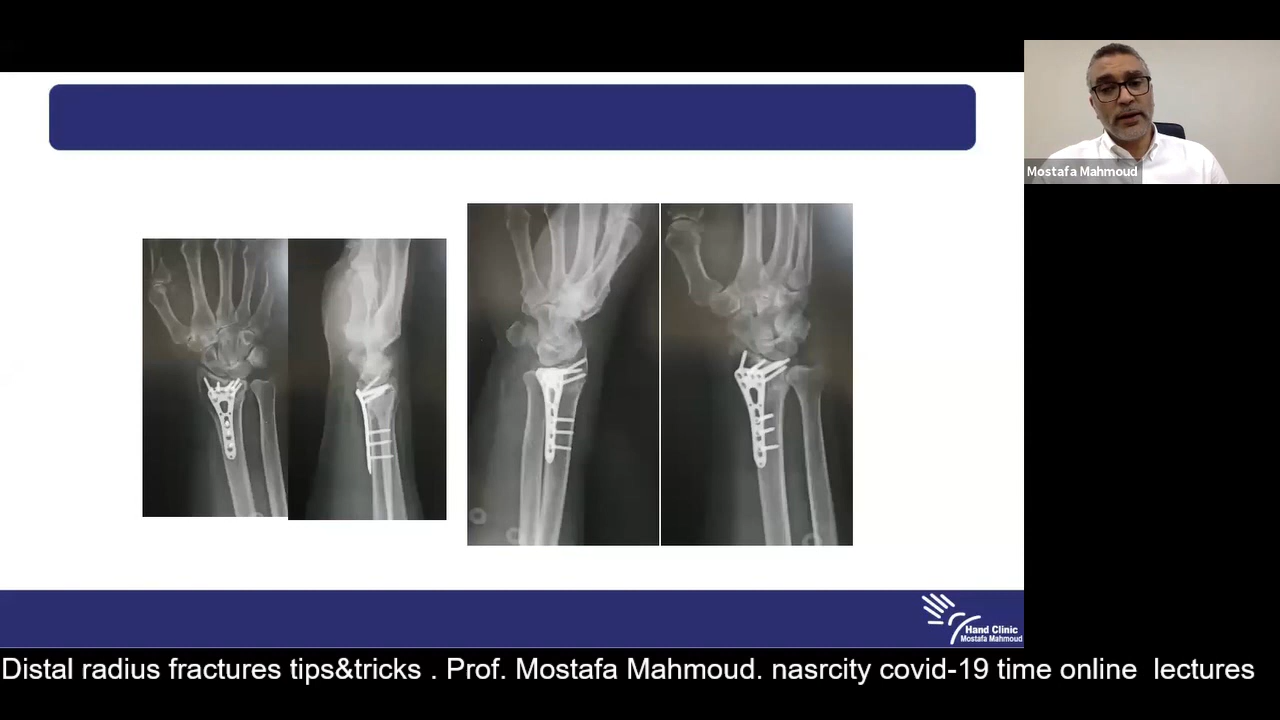 Mostafa Mahmoud
Hand Clinic
Mostafa Mahmoud
Distal radius fractures tips&tricks . Prof. Mostafa Mahmoud. nasrcity covid-19 time online  lectures